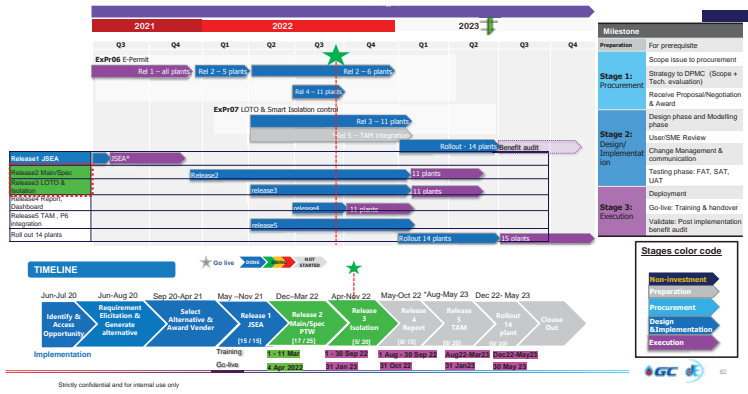 2021
2022
2023
Q3
Q4
Q1
Q2
Q3
Q4
Q1
Q2
Q3
Q4
ExPr06 E-Permit
Rel 1 – all plants
Rel 2 – 5 plants
Rel 2 – 6 plants
Rel 4 – 11 plants
ExPr07 LOTO & Smart Isolation control
Rel 3 – 11 plants
Rel 5 – TAM integration
Rollout - 14 plants
Benefit audit
Release1 JSEA
JSEA*
Release2 Main/Spec
Release2
11 plants
Release3 LOTO &
Isolation
release3
11 plants
Release4 Report,
Dashboard
release4
11 plants
Release5 TAM , P6
integration
release5
Roll out 14 plants
Rollout 14 plants
15 plants
Milestone
Preparation
For prerequisite
Stage 1:
Procurement
Scope issue to procurement
Strategy to DPMC (Scope +
Tech. evaluation)
Receive Proposal/Negotiation
& Award
Stage 2:
Design/
Implementat
ion
Design phase and Modelling
phase
User/SME Review
Change Management &
communication
Testing phase: FAT, SAT,
UAT
Stage 3:
Execution
Deployment
Go-live: Training & handover
Validate: Post implementation
benefit audit
TIMELINE
Go live
DONE
DOING
NOT
STARTED
Jun-Jul 20
Jun-Aug 20
Sep 20-Apr 21
May –Nov 21
Dec–Mar 22
Apr-Nov 22
May-Oct 22
*Aug-May 23
Dec 22- May 23
Identify &
Access
Opportunity
Requirement
Elicitation &
Generate
alternative
Select
Alternative &
Award Vender
Release 1
JSEA
[15 / 15]
Release 2
Main/Spec
PTW
[17 / 25]
Release
3
Isolation
[5/ 20]
Release
4
Report
[0/ 15]
Release
5
TAM
[0/ 20]
Rollout
14
plant
[0/ 20]
Clouse
Out
Implementation
Training
1 - 11 Mar
1 - 30 Sep 22
1 Aug - 30 Sep 22
Aug22-Mar23
Dec22-May23
Go-live
4 Apr 2022
31 Jan 23
31 Oct 22
31 Jan23
30 May 23
Stages color code
Non-investment
Preparation
Procurement
Design
&Implementation
Execution
GC
82
Strictly confidential and for internal use only